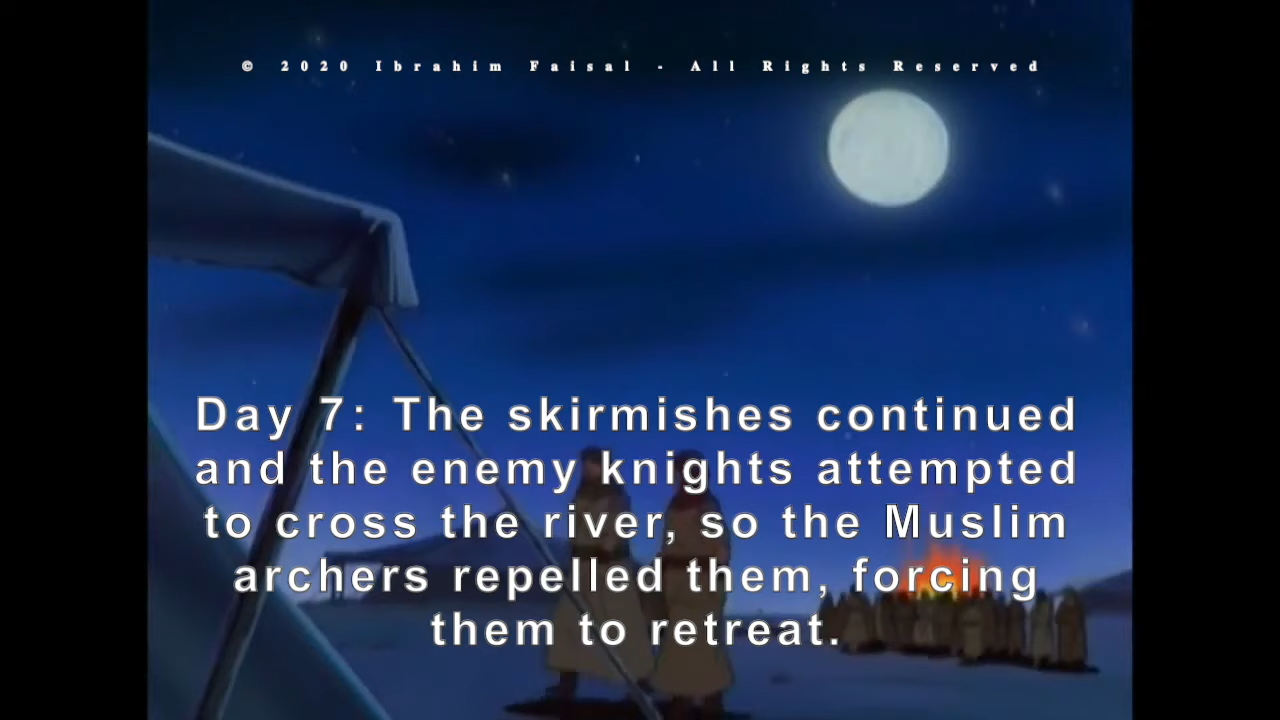 © 2020 Ibrahim Faisal - All Rights Reserved
Day 7: The skirmishes continued
and the enemy knights attempted
to cross the river, so the Muslim
archers repelled them, forcing
them to retreat.